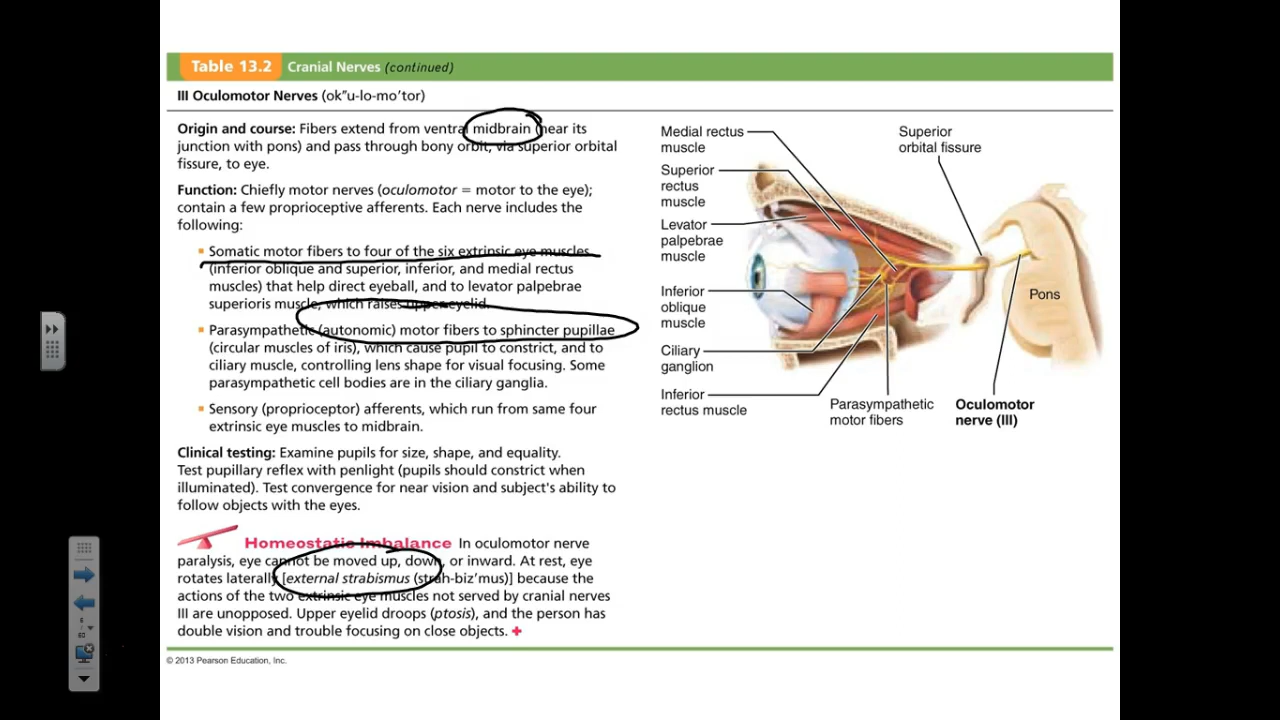 Table 13.2 Cranial Nerves (continued)
III Oculomotor Nerves (ok″u-lo-mo′tor)
Origin and course: Fibers extend from ventral midbrain (near its
junction with pons) and pass through bony orbit, via superior orbital
fissure, to eye.
Function: Chiefly motor nerves (oculomotor = motor to the eye);
contain a few proprioceptive afferents. Each nerve includes the
following:
▪ Somatic motor fibers to four of the six extrinsic eye muscles
(inferior oblique and superior, inferior, and medial rectus
muscles) that help direct eyeball, and to levator palpebrae
superioris muscle, which raises upper eyelid.
▪ Parasympathetic (autonomic) motor fibers to sphincter pupillae
(circular muscles of iris), which cause pupil to constrict, and to
ciliary muscle, controlling lens shape for visual focusing. Some
parasympathetic cell bodies are in the ciliary ganglia.
▪ Sensory (proprioceptor) afferents, which run from same four
extrinsic eye muscles to midbrain.
Clinical testing: Examine pupils for size, shape, and equality.
Test pupillary reflex with penlight (pupils should constrict when
illuminated). Test convergence for near vision and subject's ability to
follow objects with the eyes.
Homeostatic Imbalance In oculomotor nerve
paralysis, eye cannot be moved up, down, or inward. At rest, eye
rotates laterally [external strabismus (strah-biz′mus)] because the
actions of the two extrinsic eye muscles not served by cranial nerves
III are unopposed. Upper eyelid droops (ptosis), and the person has
double vision and trouble focusing on close objects.
Medial rectus
muscle
Superior
rectus
muscle
Levator
palpebrae
muscle
Inferior
oblique
muscle
Ciliary
ganglion
Inferior
rectus muscle
Superior
orbital fissure
Pons
Parasympathetic
motor fibers
Oculomotor
nerve (III)
© 2013 Pearson Education, Inc.
6
/
60